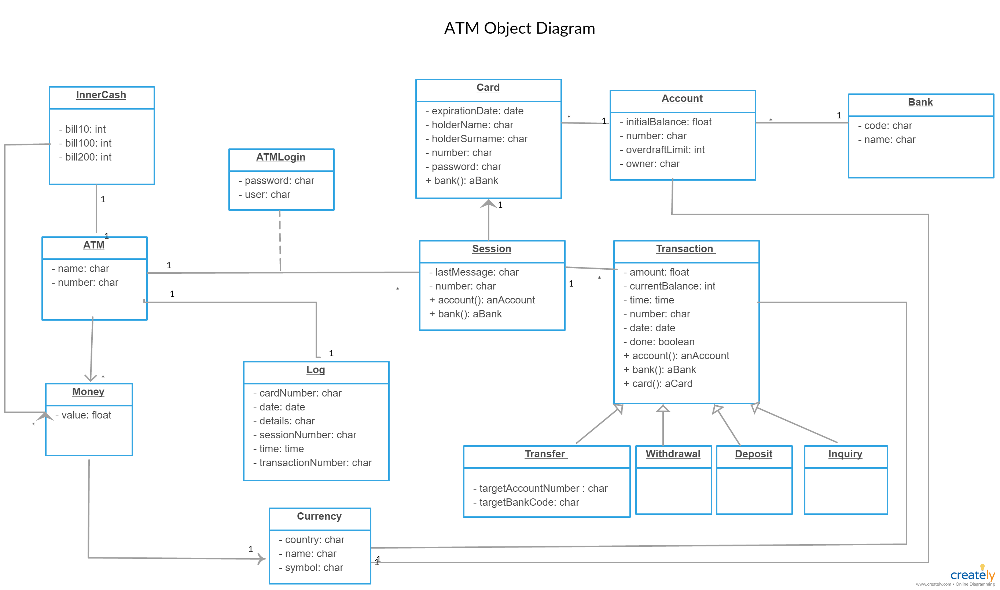 ATM Object Diagram
InnerCash
- bill10: int
- bill100: int
- bill200: int
ATMLogin
- password: char
- user: char
Card
- expirationDate: date
- holderName: char
- holderSurname: char
- number: char
- password: char
+ bank(): aBank
*
1
Account
- initialBalance: float
- number: char
- overdraftLimit: int
- owner: char
*
1
Bank
- code: char
- name: char
1
1
1
ATM
- name: char
- number: char
1
*
1
1
Session
- lastMessage: char
- number: char
+ account(): anAccount
+ bank(): aBank
1
*
Transaction
- amount: float
- currentBalance: int
- time: time
- number: char
- date: date
- done: boolean
+ account(): anAccount
+ bank(): aBank
+ card(): aCard
*
Money
- value: float
*
Log
- cardNumber: char
- date: date
- details: char
- sessionNumber: char
- time: time
- transactionNumber: char
Transfer
- targetAccountNumber : char
- targetBankCode: char
Withdrawal
Deposit
Inquiry
1
Currency
- country: char
- name: char
- symbol: char
1
1
creately
www.creately.com • Online Diagramming